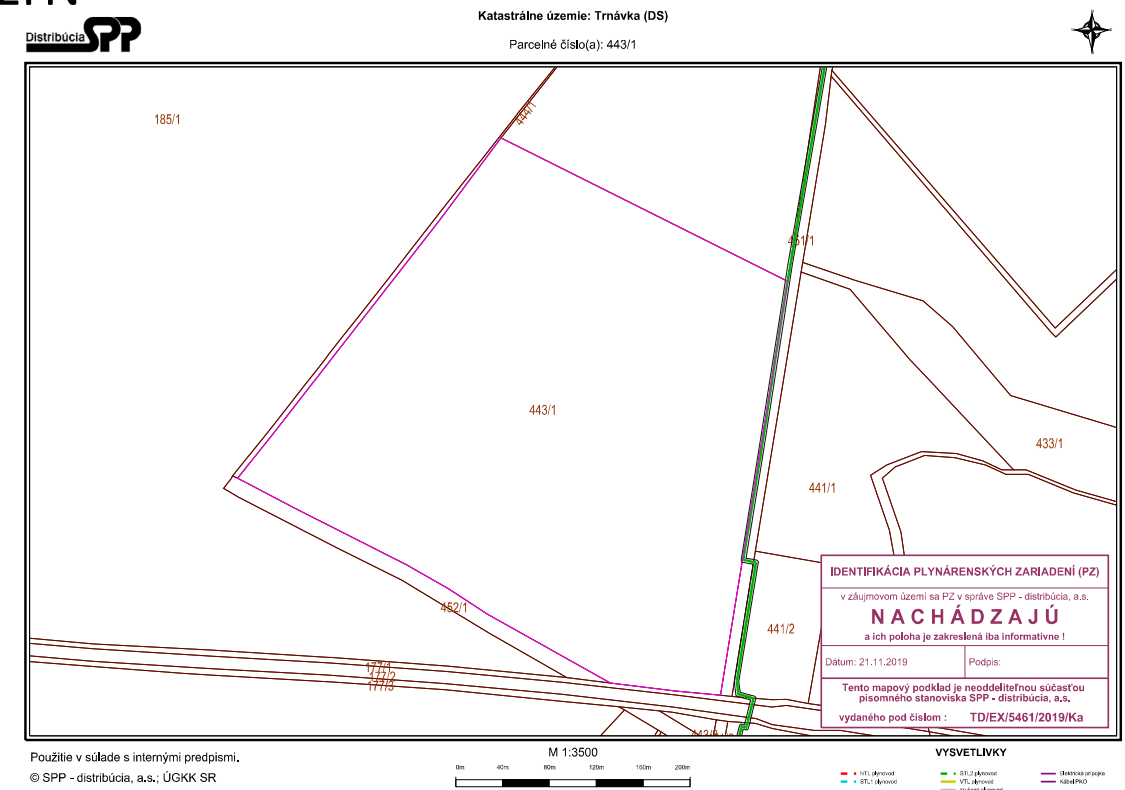 Katastrálne územie: Trnávka (DS)
Distribúcia SPP
Parcelné číslo(a): 443/1
185/1
444/1
451/1
443/1
433/1
441/1
452/1
441/2
177/1
177/2
177/3
IDENTIFIKÁCIA PLYNÁRENSKÝCH ZARIADENÍ (PZ)
v záujmovom území sa PZ v správe SPP - distribúcia, a.s.
NACHÁDZAJÚ
a ich poloha je zakreslená iba informatívne !
Dátum: 21.11.2019
Podpis:
Tento mapový podklad je neoddeliteľnou súčasťou
písomného stanoviska SPP - distribúcia, a.s.
vydaného pod číslom : TD/EX/5461/2019/Ka
Použitie v súlade s internými predpismi.
© SPP - distribúcia, a.s.; ÚGKK SR
M 1:3500
0m 40m 80m 120m 160m 200m
VYSVETLIVKY
NTL plynovod
STL1 plynovod
STL2 plynovod
VTL plynovod
Elektrická prípojka
Kábel PKO